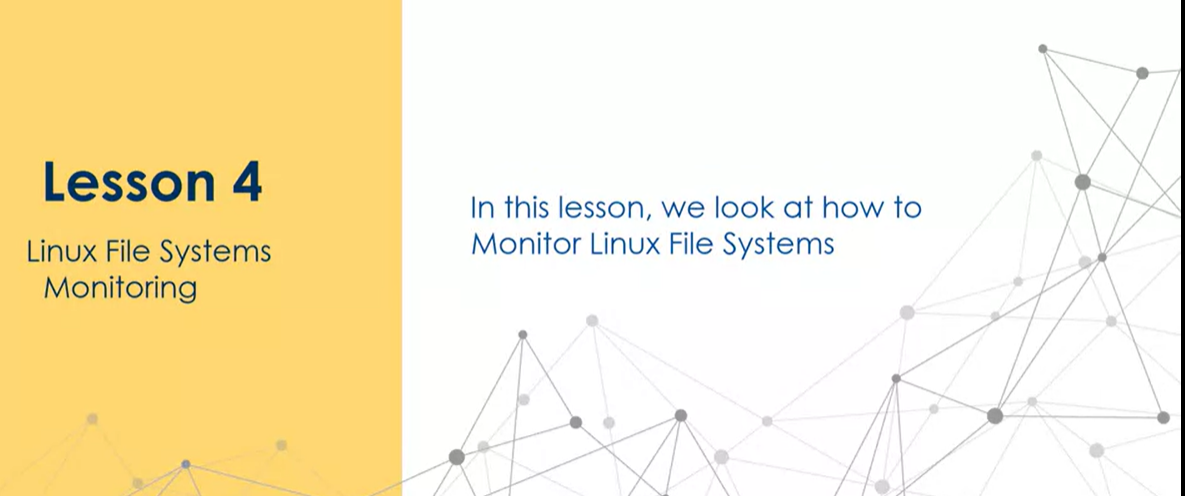 Lesson 4
Linux File Systems
Monitoring
In this lesson, we look at how to
Monitor Linux File Systems